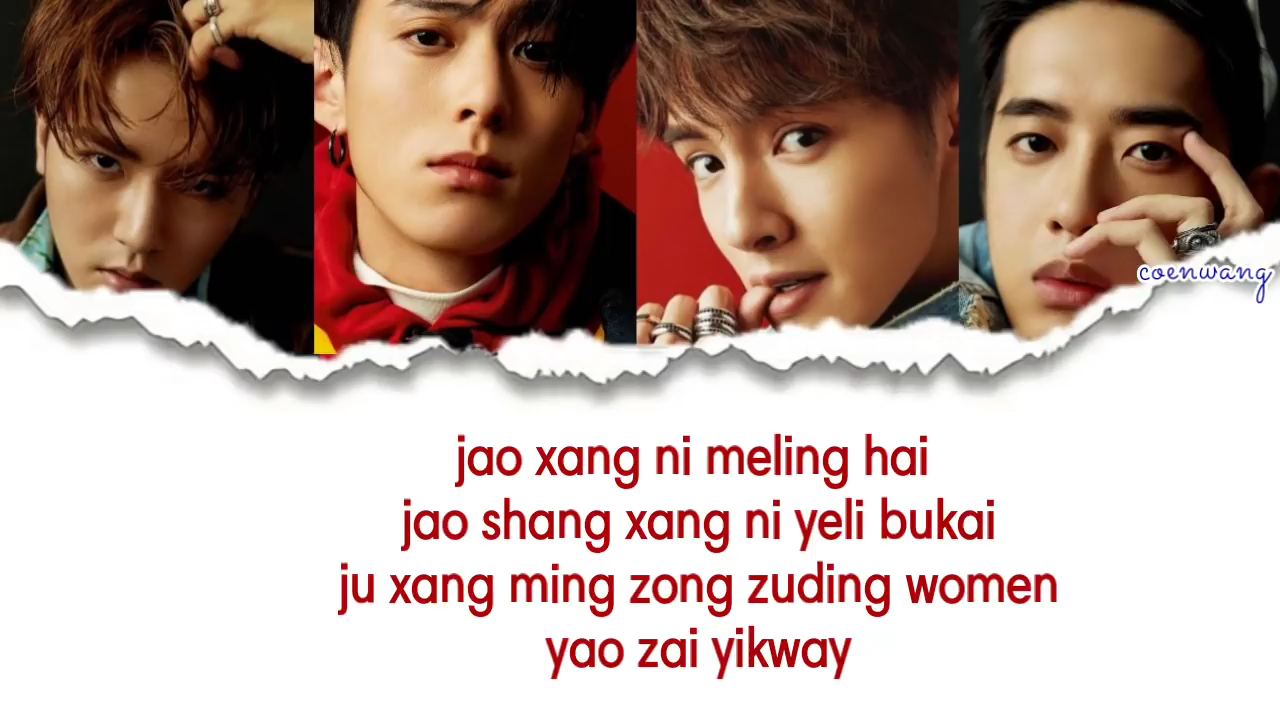 coenwang
jao xang ni meling hai
jao shang xang ni yeli bukai
ju xang ming zong zuding women
yao zai yikway